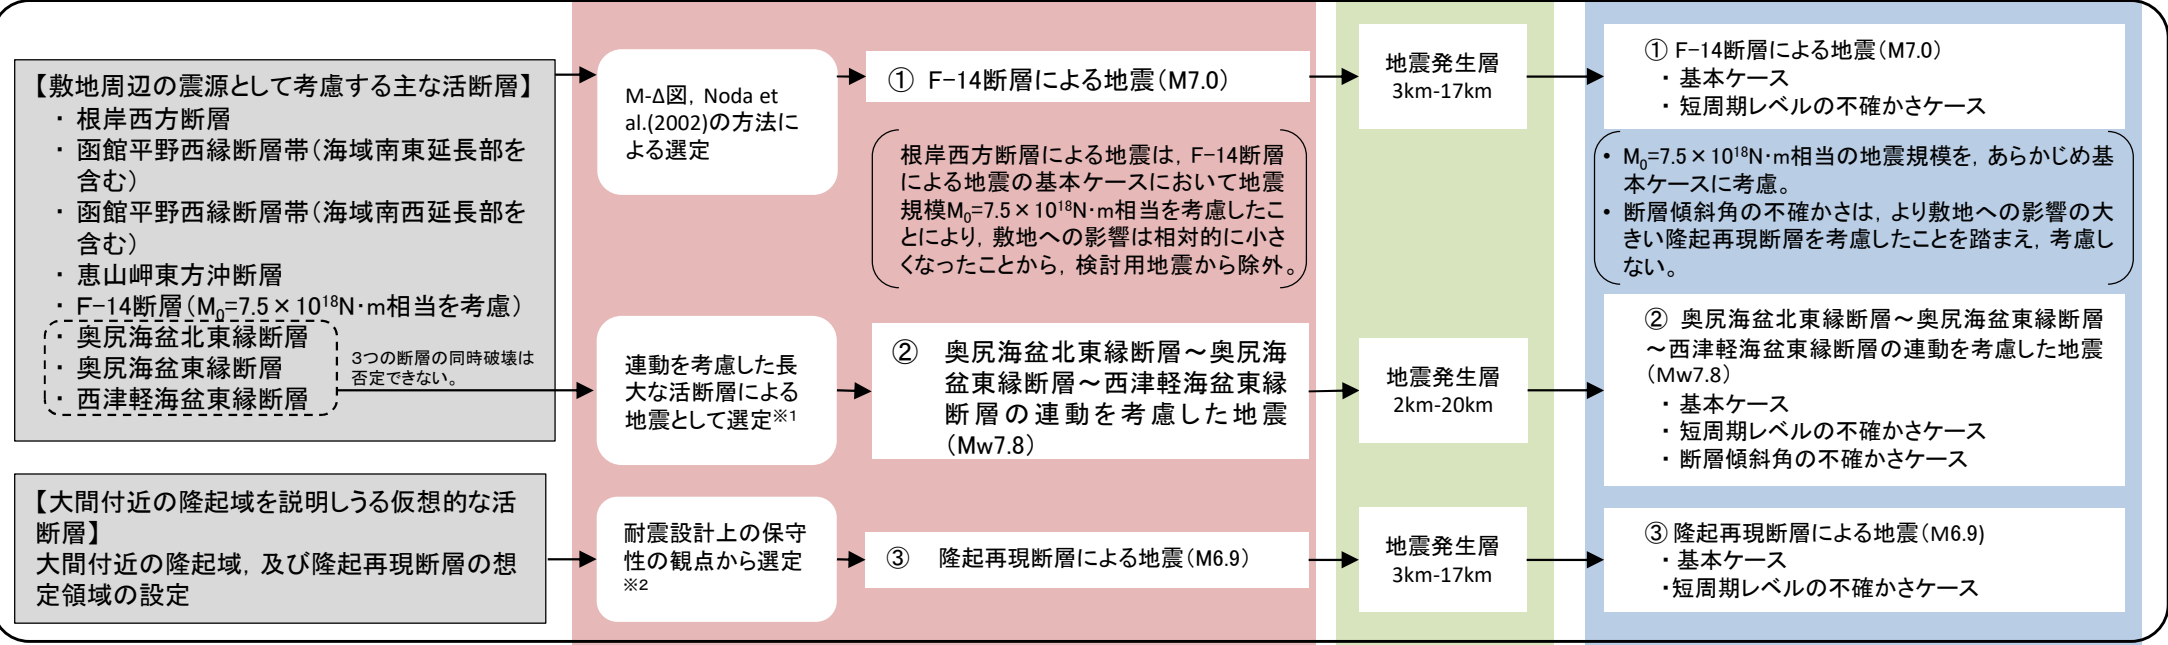 【敷地周辺の震源として考慮する主な活断層】
・ 根岸西方断層
・ 函館平野西縁断層帯（海域南東延長部を
含む）
・ 函館平野西縁断層帯（海域南西延長部を
含む）
・ 恵山岬東方沖断層
・ F-14断層（M0=7.5×10^18N・m相当を考慮）
・ 奥尻海盆北東縁断層
・ 奥尻海盆東縁断層
・ 西津軽海盆東縁断層
3つの断層の同時破壊は
否定できない。
【大間付近の隆起域を説明しうる仮想的な活
断層】
大間付近の隆起域，及び隆起再現断層の想
定領域の設定
M-Δ図，Noda et
al.(2002)の方法に
よる選定
連動を考慮した長
大な活断層による
地震として選定※1
耐震設計上の保守
性の観点から選定
※2
① F-14断層による地震（M7.0）
根岸西方断層による地震は，F-14断層
による地震の基本ケースにおいて地震
規模M0=7.5×10^18N・m相当を考慮したこ
とにより，敷地への影響は相対的に小さ
くなったことから，検討用地震から除外。
② 奥尻海盆北東縁断層～奥尻海
盆東縁断層～西津軽海盆東縁
断層の連動を考慮した地震
（Mw7.8）
③ 隆起再現断層による地震（M6.9）
地震発生層
3km-17km
地震発生層
2km-20km
地震発生層
3km-17km
① F-14断層による地震（M7.0）
・ 基本ケース
・ 短周期レベルの不確かさケース
• M0=7.5×10^18N・m相当の地震規模を，あらかじめ基
本ケースに考慮。
• 断層傾斜角の不確かさは，より敷地への影響の大
きい隆起再現断層を考慮したことを踏まえ，考慮し
ない。
② 奥尻海盆北東縁断層～奥尻海盆東縁断層
～西津軽海盆東縁断層の連動を考慮した地震
（Mw7.8）
・ 基本ケース
・ 短周期レベルの不確かさケース
・ 断層傾斜角の不確かさケース
③ 隆起再現断層による地震（M6.9)
・ 基本ケース
・短周期レベルの不確かさケース